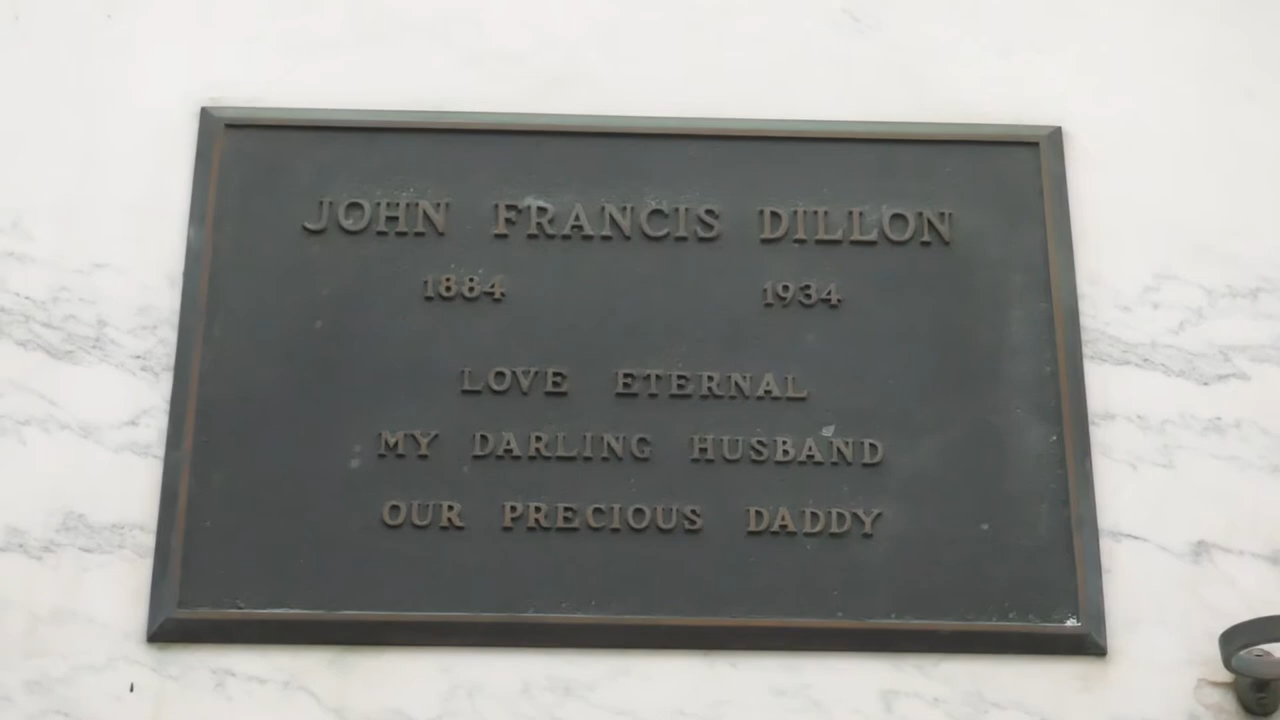 JOHN FRANCIS DILLON
1884 1934
LOVE ETERNAL
MY DARLING HUSBAND
OUR PRECIOUS DADDY